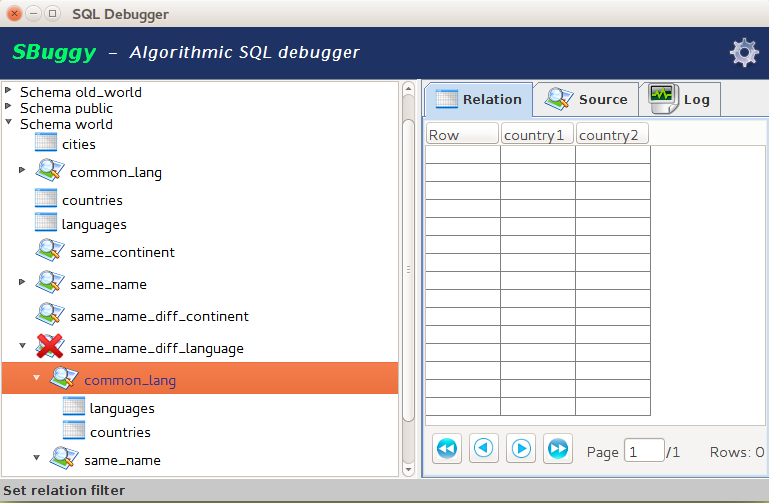 SQL Debugger
SBuggy – Algorithmic SQL debugger
Schema old_world
Schema public
Schema world
cities
common_lang
countries
languages
same_continent
same_name
same_name_diff_continent
same_name_diff_language
common_lang
languages
countries
same_name
Relation Source Log
Row country1 country2
Page 1 /1 Rows: 0
Set relation filter